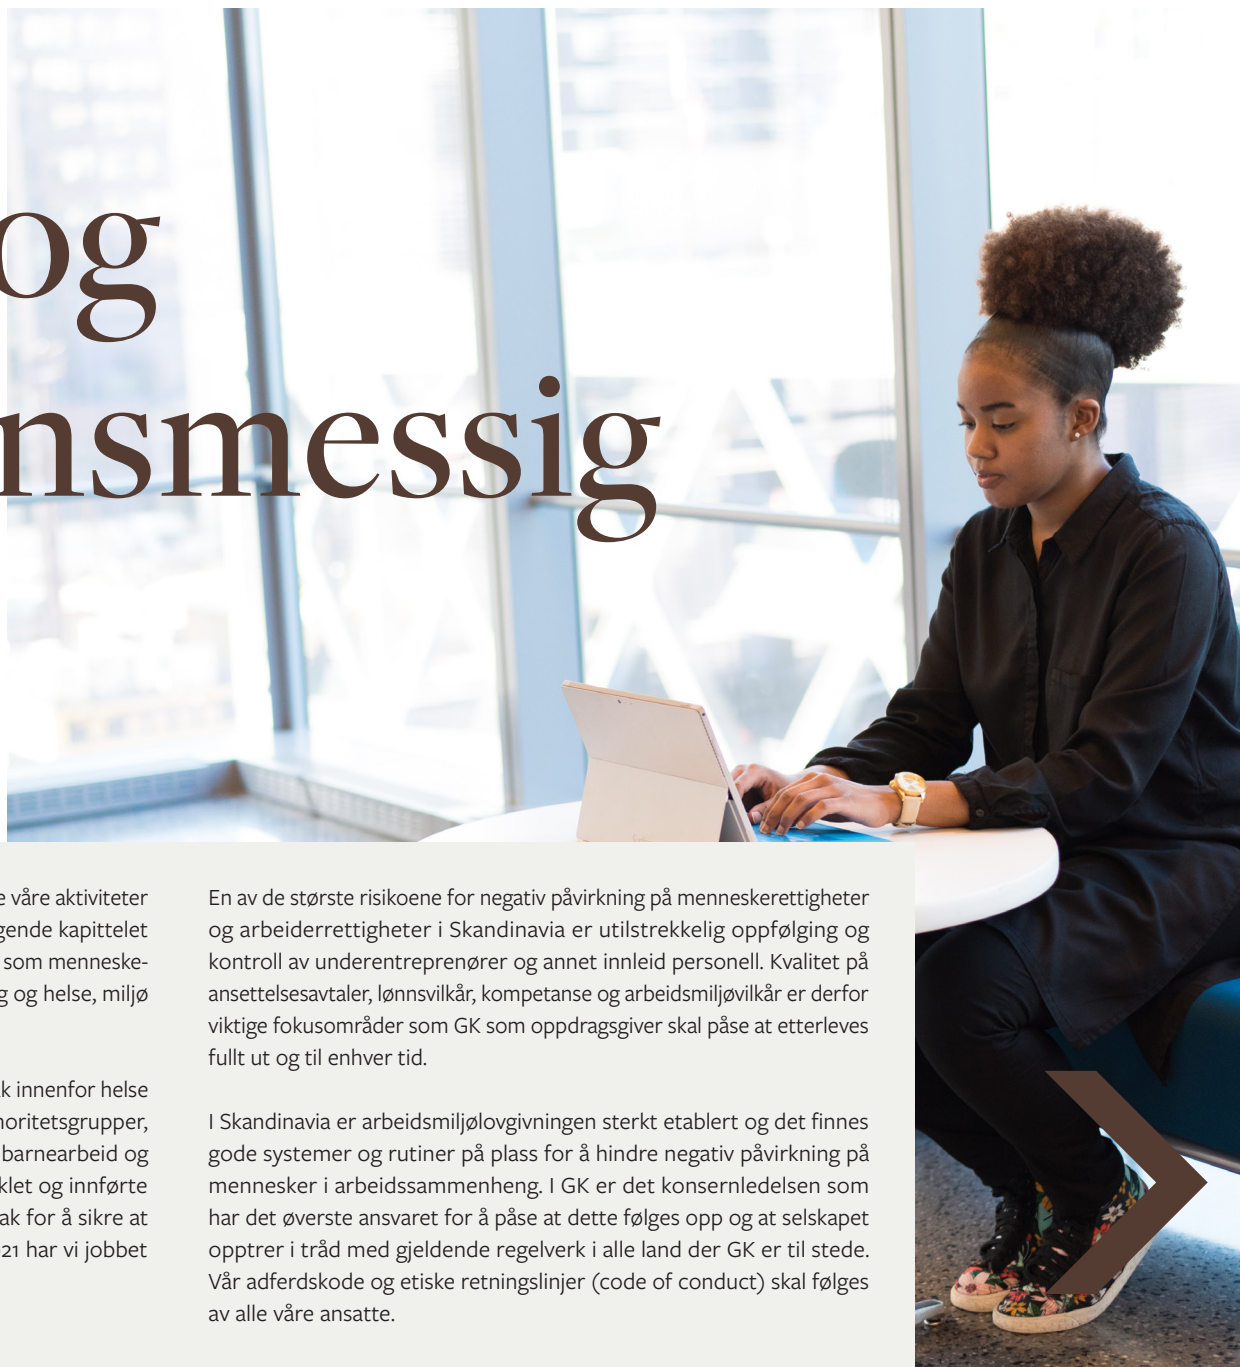 og
nsmessig
e våre aktiviteter
gende kapittelet
som menneske-
g og helse, miljø
k innenfor helse
noritetsgrupper,
barnearbeid og
klet og innførte
ak for å sikre at
21 har vi jobbet
En av de største risikoene for negativ påvirkning på menneskerettigheter
og arbeiderrettigheter i Skandinavia er utilstrekkelig oppfølging og
kontroll av underentreprenører og annet innleid personell. Kvalitet på
ansettelsesavtaler, lønnsvilkår, kompetanse og arbeidsmiljøvilkår er derfor
viktige fokusområder som GK som oppdragsgiver skal påse at etterleves
fullt ut og til enhver tid.
I Skandinavia er arbeidsmiljølovgivningen sterkt etablert og det finnes
gode systemer og rutiner på plass for å hindre negativ påvirkning på
mennesker i arbeidssammenheng. I GK er det konsernledelsen som
har det øverste ansvaret for å påse at dette følges opp og at selskapet
opptrer i tråd med gjeldende regelverk i alle land der GK er til stede.
Vår adferdskode og etiske retningslinjer (code of conduct) skal følges
av alle våre ansatte.